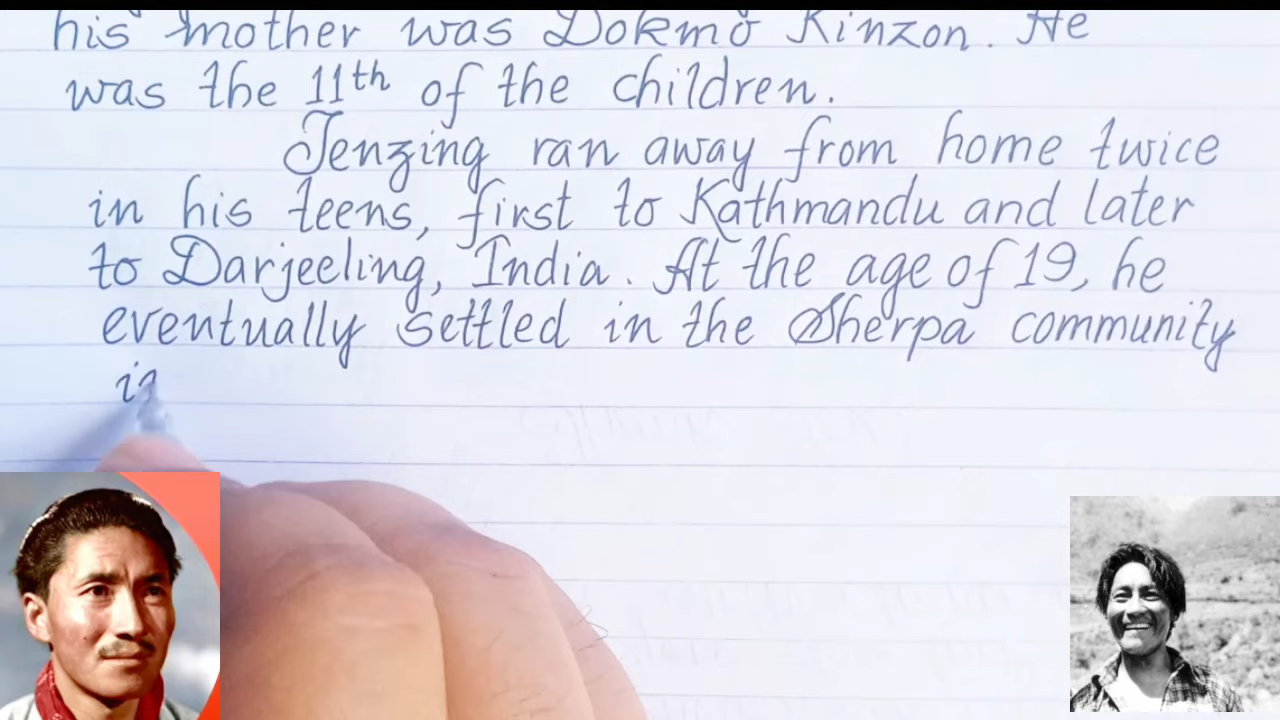 his mother was Dokmo Kinzon. He
was the 11th of the children.
Tenzing ran away from home twice
in his teens, first to Kathmandu and later
to Darjeeling, India. At the age of 19, he
eventually settled in the Sherpa community
in